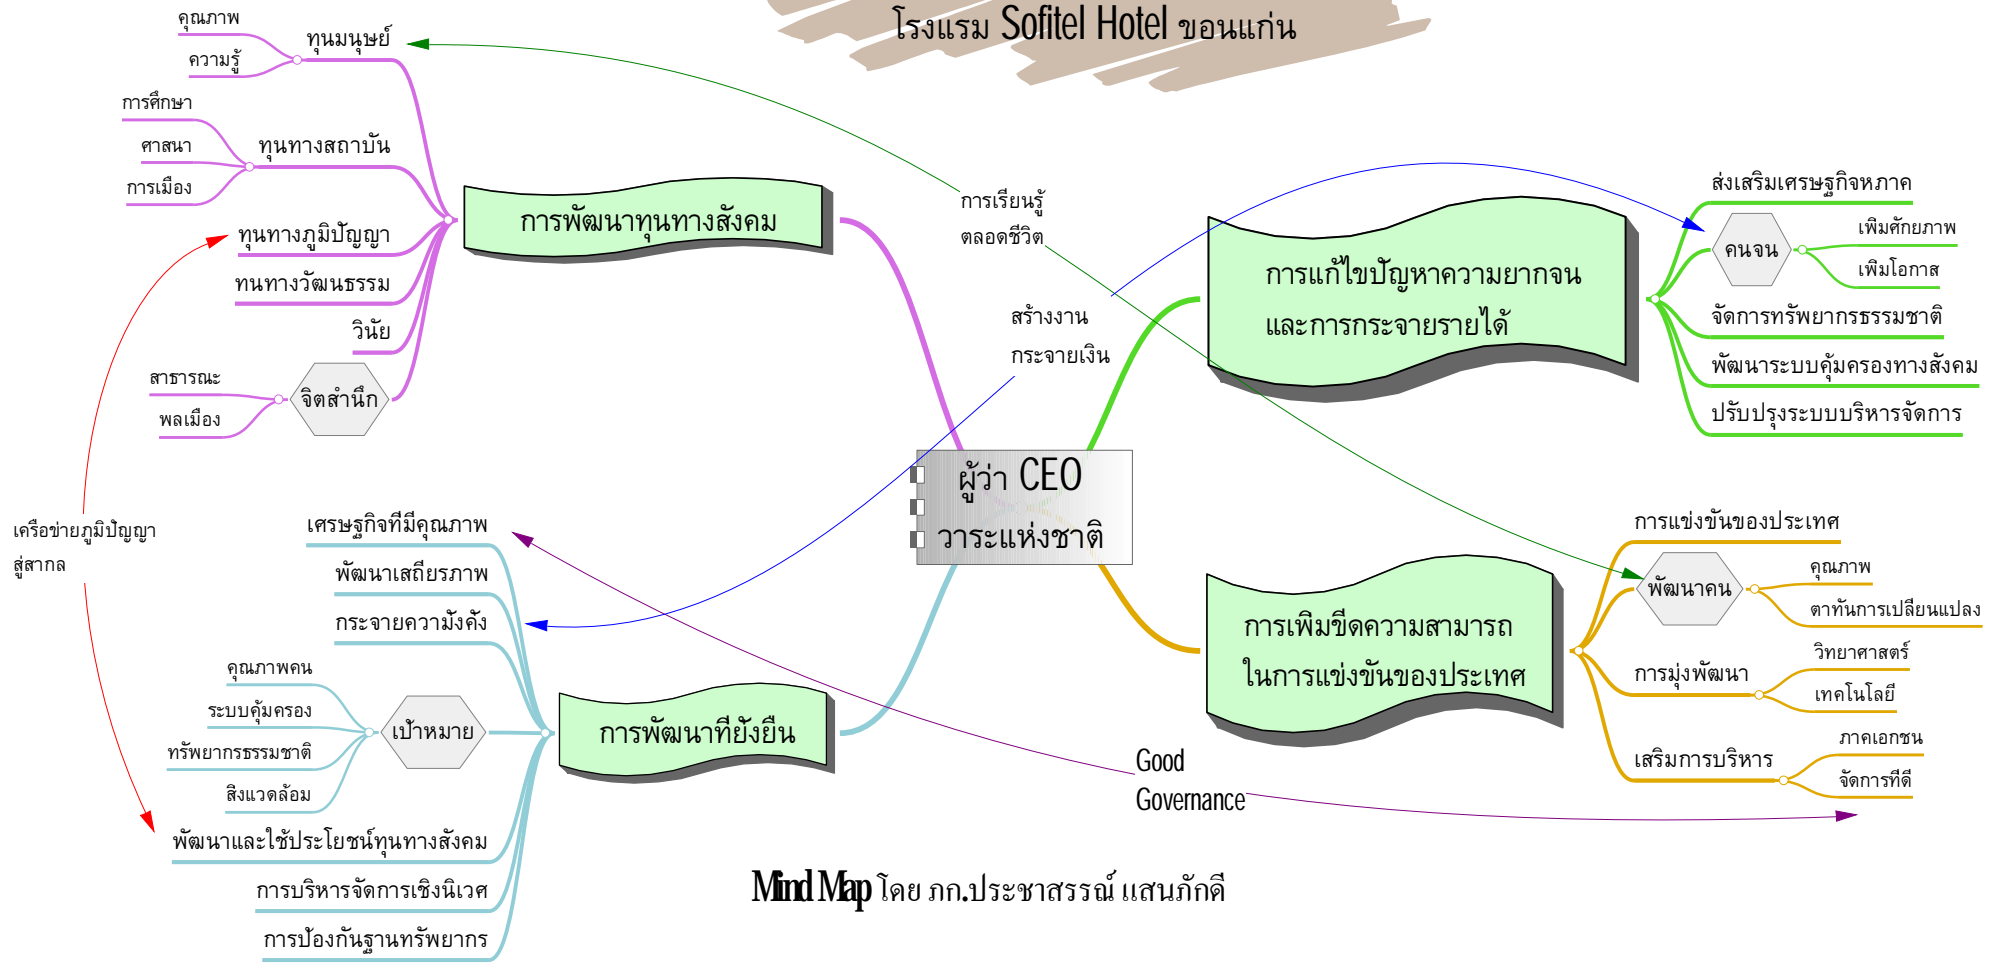 โรงแรม Sofitel Hotel ขอนแก่น
คุณภาพ
ทุนมนุษย์
ความรู้
การศึกษา
ทุนทางสถาบัน
ศาสนา
การเมือง
ทุนทางภูมิปัญญา
ทนทางวัฒนธรรม
วินัย
สาธารณะ
จิตสำนึก
พลเมือง
การพัฒนาทุนทางสังคม
การเรียนรู้
ตลอดชีวิต
สร้างงาน
กระจายเงิน
การแก้ไขปัญหาความยากจน
และการกระจายรายได้
ส่งเสริมเศรษฐกิจหภาค
คนจน
เพิ่มศักยภาพ
เพิ่มโอกาส
จัดการทรัพยากรธรรมชาติ
พัฒนาระบบคุ้มครองทางสังคม
ปรับปรุงระบบบริหารจัดการ
ผู้ว่า CEO
วาระแห่งชาติ
เครือข่ายภูมิปัญญา
สู่สากล
เศรษฐกิจที่มีคุณภาพ
พัฒนาเสถียรภาพ
กระจายความมั่งคั่ง
คุณภาพคน
ระบบคุ้มครอง
เป้าหมาย
ทรัพยากรธรรมชาติ
สิ่งแวดล้อม
พัฒนาและใช้ประโยชน์ทุนทางสังคม
การบริหารจัดการเชิงนิเวศ
การป้องกันฐานทรัพยากร
การพัฒนาที่ยั่งยืน
Good
Governance
การเพิ่มขีดความสามารถ
ในการแข่งขันของประเทศ
การแข่งขันของประเทศ
พัฒนาคน
คุณภาพ
ตาทันการเปลี่ยนแปลง
การมุ่งพัฒนา
วิทยาศาสตร์
เทคโนโลยี
เสริมการบริหาร
ภาคเอกชน
จัดการที่ดี
Mind Map โดย ภก.ประชาสรรณ์ แสนภักดี